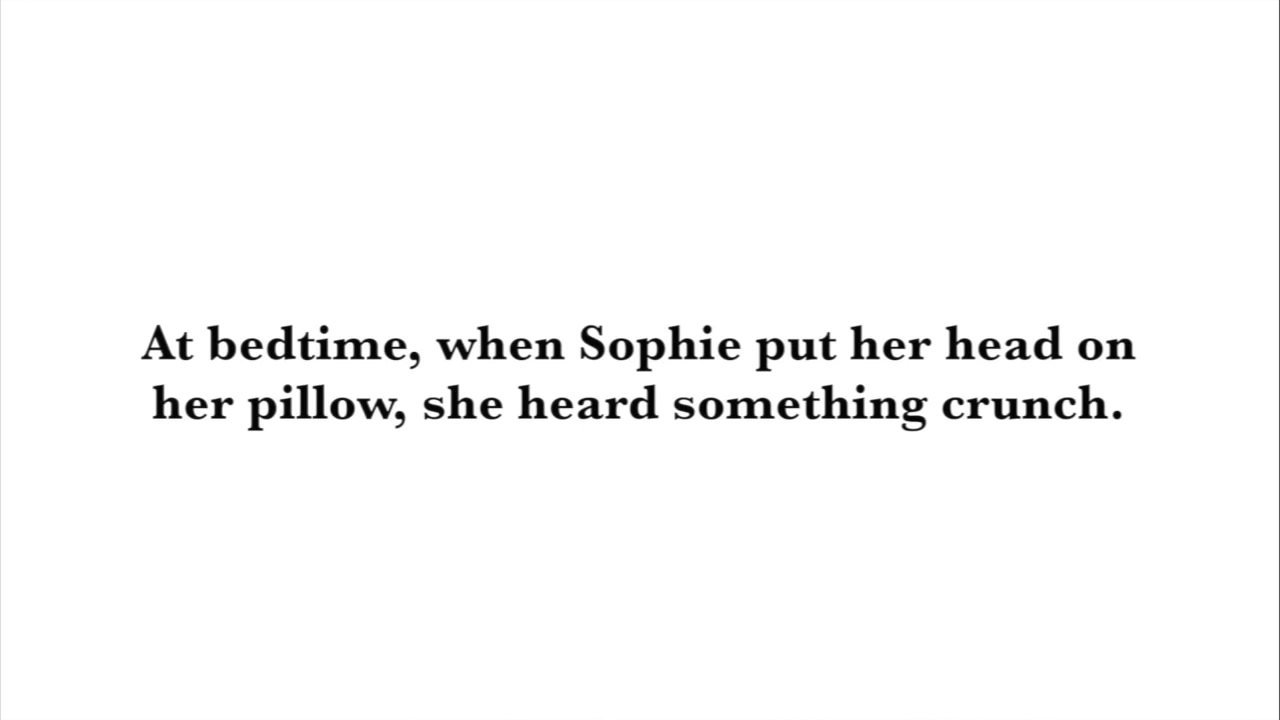 At bedtime, when Sophie put her head on
her pillow, she heard something crunch.